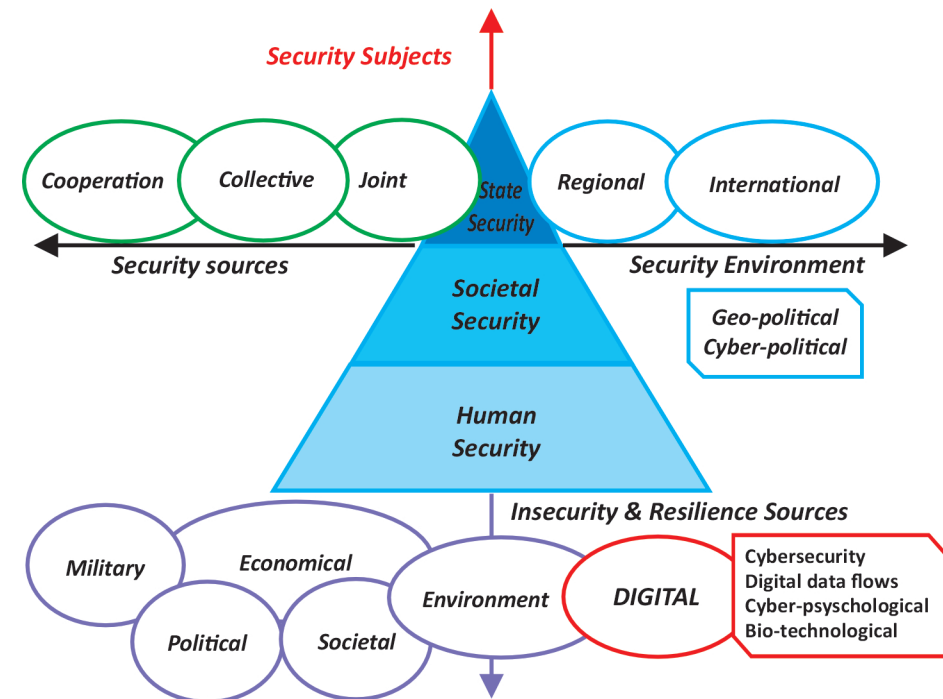 Security Subjects
Cooperation
Collective
Joint
State
Security
Regional
International
Security sources
Security Environment
Societal
Security
Geo-political
Cyber-political
Human
Security
Insecurity & Resilience Sources
Military
Economical
Political
Societal
Environment
DIGITAL
Cybersecurity
Digital data flows
Cyber-psyschological
Bio-technological